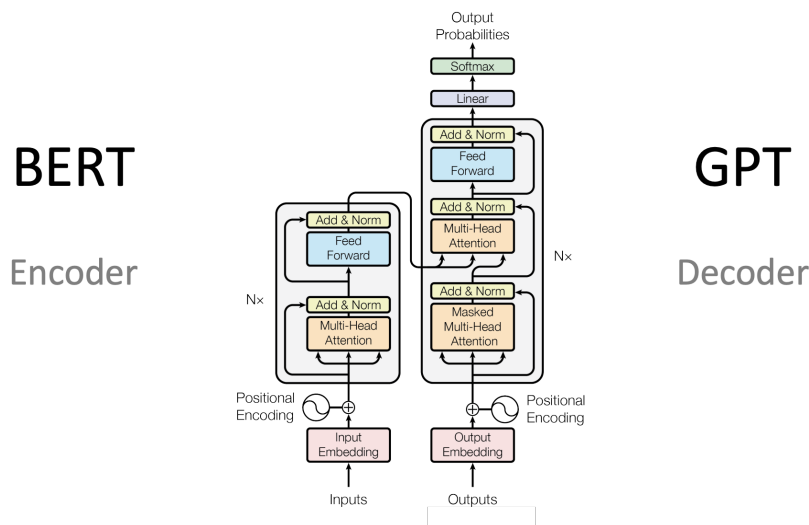 BERT
Encoder
Output
Probabilities
Softmax
Linear
Add & Norm
Feed
Forward
Add & Norm
Multi-Head
Attention
Add & Norm
Masked
Multi-Head
Attention
Nx
Add & Norm
Feed
Forward
Add & Norm
Multi-Head
Attention
Nx
Positional
Encoding
Positional
Encoding
Input
Embedding
Output
Embedding
Inputs
Outputs
GPT
Decoder